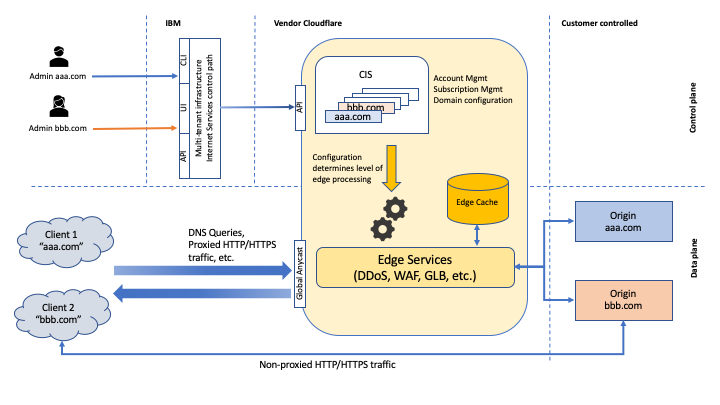 IBM
Vendor Cloudflare
Customer controlled
Admin aaa.com
Admin bbb.com
CLI
UI
API
Multi-tenant infrastructure
Internet Services control path
API
CIS
bbb.com
aaa.com
Account Mgmt
Subscription Mgmt
Domain configuration
Control plane
Configuration
determines level of
edge processing
Edge Cache
Client 1
“aaa.com”
Client 2
“bbb.com”
DNS Queries,
Proxied HTTP/HTTPS
traffic, etc.
Global Anycast
Edge Services
(DDoS, WAF, GLB, etc.)
Origin
aaa.com
Origin
bbb.com
Data plane
Non-proxied HTTP/HTTPS traffic